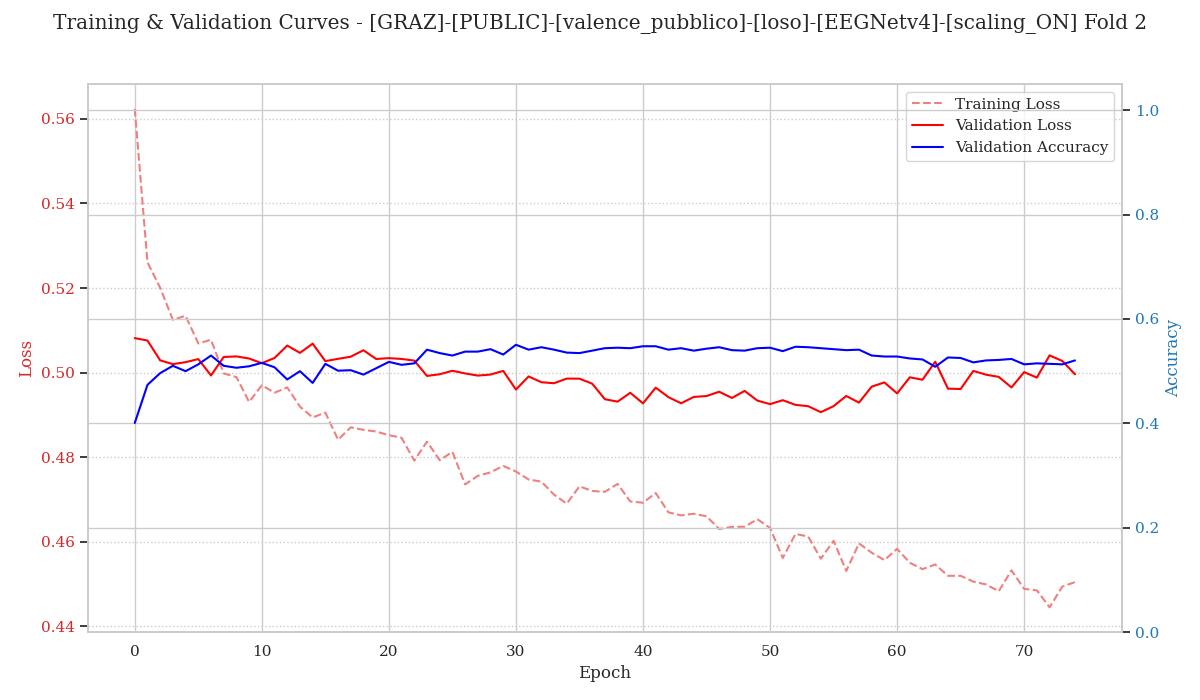 Training & Validation Curves - [GRAZ]-[PUBLIC]-[valence_pubblico]-[loso]-[EEGNetv4]-[scaling_ON] Fold 2
Training Loss
Validation Loss
Validation Accuracy
Loss
0.56
0.54
0.52
0.50
0.48
0.46
0.44
1.0
0.8
0.6
0.4
0.2
0.0
Accuracy
0 10 20 30 40 50 60 70
Epoch